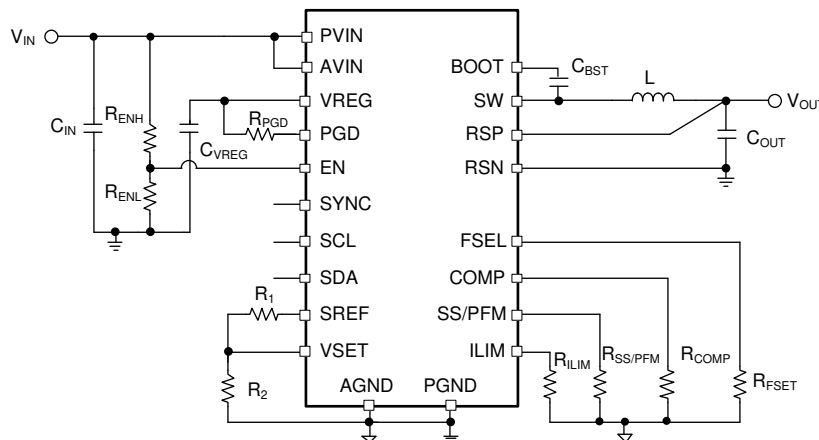 VIN
PVIN
AVIN
VREG
PGD
EN
SYNC
SCL
SDA
SREF
VSET
AGND
PGND
BOOT
SW
RSP
RSN
FSEL
COMP
SS/PFM
ILIM
CIN
RENH
RENL
CVREG
RPGD
R1
R2
CBST
L
VOUT
COUT
RILIM
RSS/PFM
RCOMP
RFSET